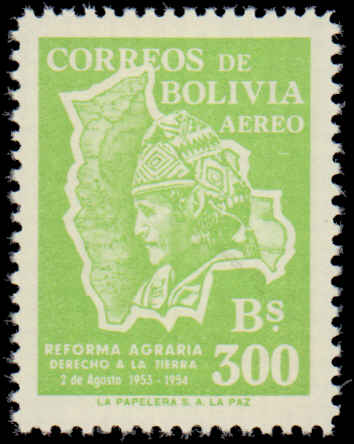 CORREOS DE
BOLIVIA
AEREO
Bs.
300
REFORMA AGRARIA
DERECHO A LA TIERRA
2 de Agosto 1953 - 1954
LA PAPELERA S. A. LA PAZ